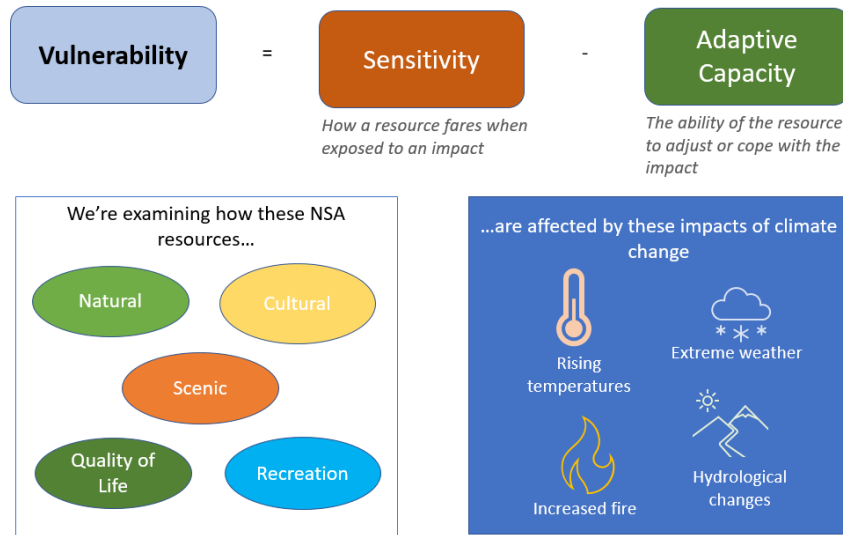 Vulnerability
=
Sensitivity
-
Adaptive
Capacity
How a resource fares when
exposed to an impact
The ability of the resource
to adjust or cope with the
impact
We're examining how these NSA
resources…
Natural
Cultural
Scenic
Quality of
Life
Recreation
…are affected by these impacts of climate
change
Rising
temperatures
Extreme weather
Increased fire
Hydrological
changes